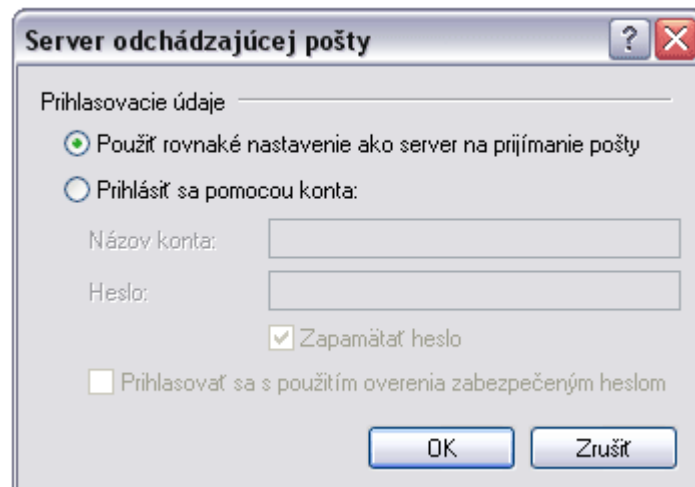 Server odchádzajúcej pošty
Prihlasovacie údaje
Použiť rovnaké nastavenie ako server na prijímanie pošty
Prihlásiť sa pomocou konta:
Názov konta:
Heslo:
Zapamätať heslo
Prihlasovať sa s použitím overenia zabezpečeným heslom
OK Zrušiť